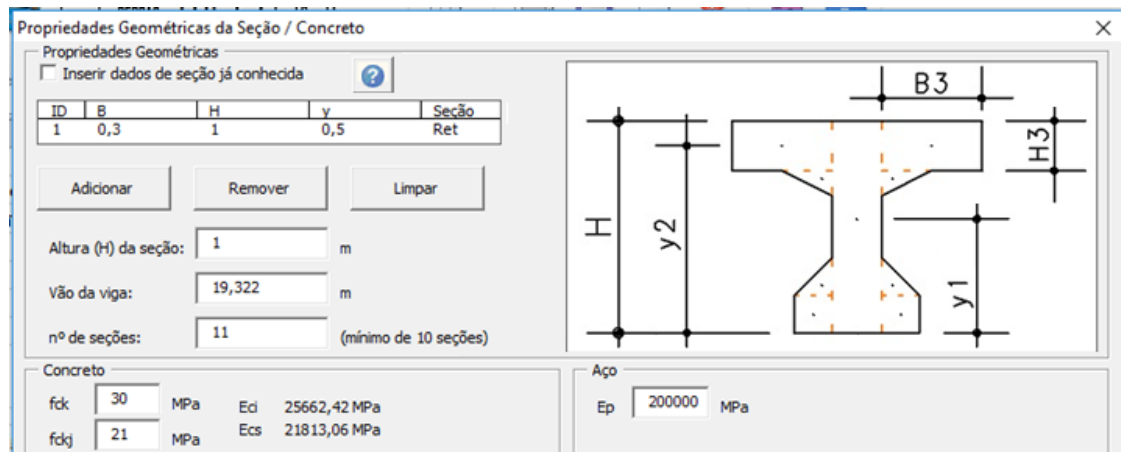 Propriedades Geométricas da Seção / Concreto
Propriedades Geométricas
Inserir dados de seção já conhecida
?
ID B H y Seção
1 0,3 1 0,5 Ret
Adicionar Remover Limpar
Altura (H) da seção: 1 m
Vão da viga: 19,322 m
nº de seções: 11 (mínimo de 10 seções)
B3
H3
H
y2
y1
Concreto
fck 30 MPa Eci 25662,42 MPa
fckj 21 MPa Ecs 21813,06 MPa
Aço
Ep 200000 MPa